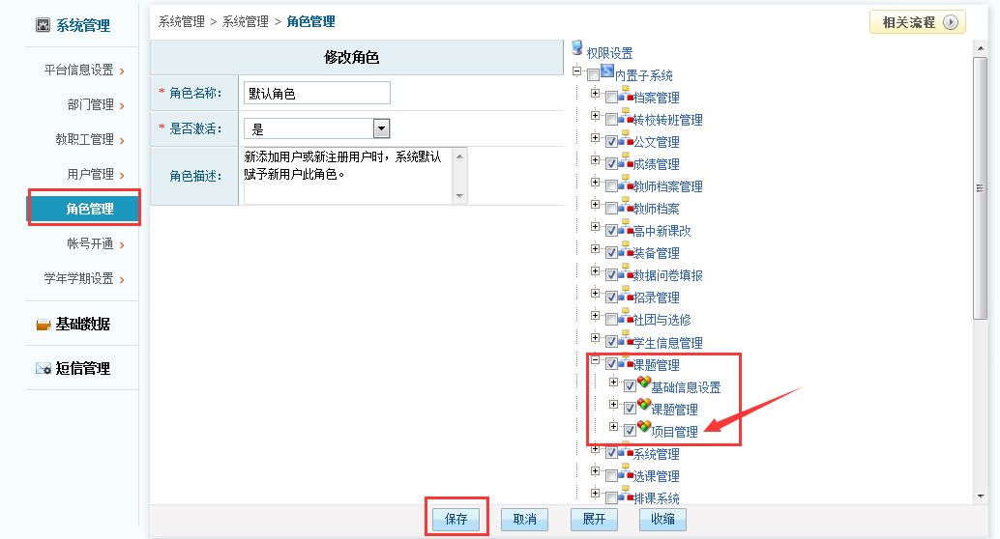 系统管理
平台信息设置
部门管理
教职工管理
用户管理
角色管理
帐号开通
学年学期设置
基础数据
短信管理
系统管理 > 系统管理 > 角色管理
相关流程
修改角色
* 角色名称: 默认角色
* 是否激活: 是
角色描述: 新添加用户或新注册用户时，系统默认
赋予新用户此角色。
权限设置
内置子系统
档案管理
转校转班管理
公文管理
成绩管理
教师档案管理
教师档案
高中新课改
装备管理
数据问卷填报
招录管理
社团与选修
学生信息管理
课题管理
基础信息设置
课题管理
项目管理
系统管理
选课管理
排课系统
保存 取消 展开 收缩